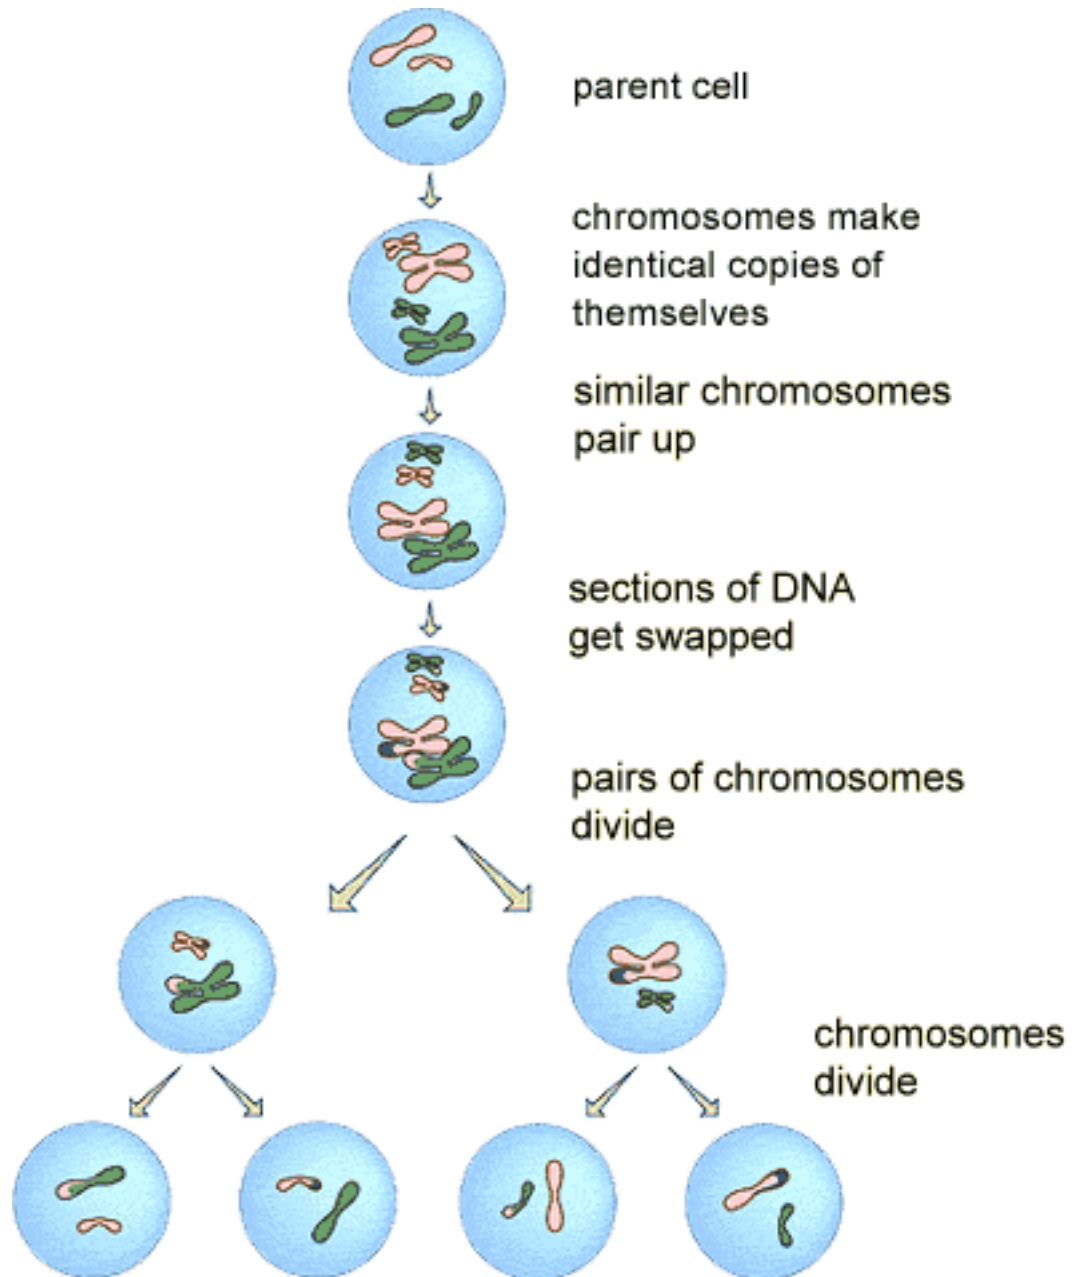 parent cell
chromosomes make
identical copies of
themselves
similar chromosomes
pair up
sections of DNA
get swapped
pairs of chromosomes
divide
chromosomes
divide